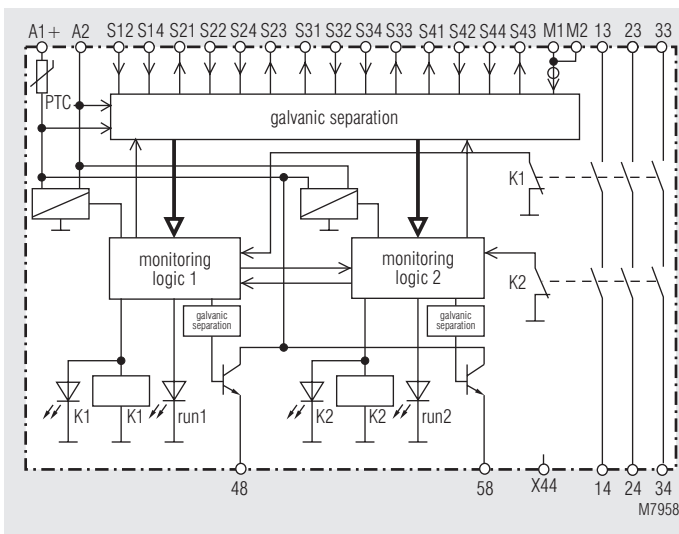 A1+ A2 S12 S14 S21 S22 S24 S23 S31 S32 S34 S33 S41 S42 S44 S43 M1 M2 13 23 33
PTC
galvanic separation
K1
monitoring
logic 1
monitoring
logic 2
K2
galvanic
separation
galvanic
separation
K1 K1 run1 K2 K2 run2
48 58 X44 14 24 34
M7958